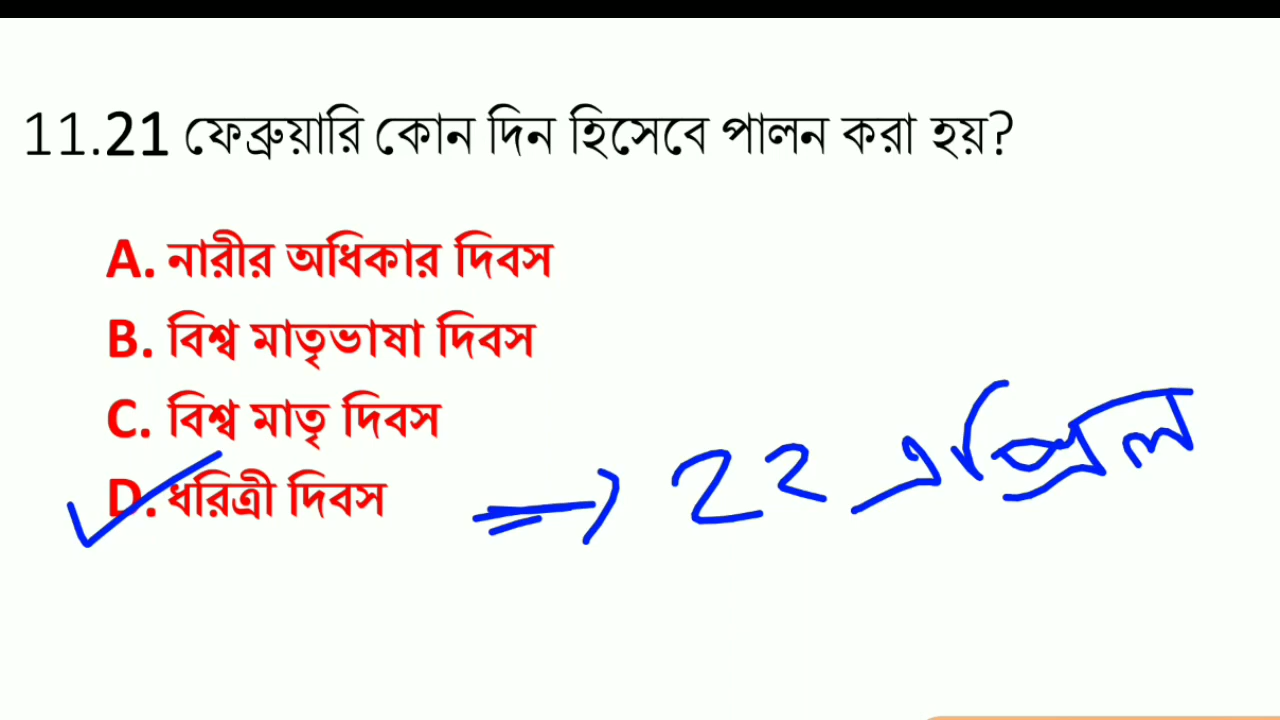 11.21 ফেব্রুয়ারি কোন দিন হিসেবে পালন করা হয়?
A. নারীর অধিকার দিবস
B. বিশ্ব মাতৃভাষা দিবস
C. বিশ্ব মাতৃ দিবস
D. ধরিত্রী দিবস 22 এপ্রিল